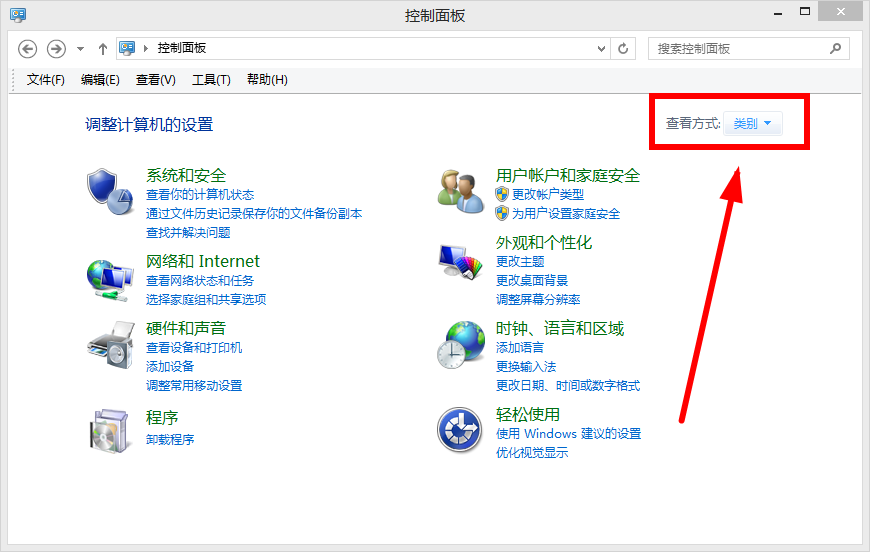 控制面板
控制面板
搜索控制面板
文件(F) 编辑(E) 查看(V) 工具(T) 帮助(H)
调整计算机的设置
查看方式: 类别
系统和安全
查看你的计算机状态
通过文件历史记录保存你的文件备份副本
查找并解决问题
网络和 Internet
查看网络状态和任务
选择家庭组和共享选项
硬件和声音
查看设备和打印机
添加设备
调整常用移动设置
程序
卸载程序
用户帐户和家庭安全
更改帐户类型
为用户设置家庭安全
外观和个性化
更改主题
更改桌面背景
调整屏幕分辨率
时钟、语言和区域
添加语言
更换输入法
更改日期、时间或数字格式
轻松使用
使用 Windows 建议的设置
优化视觉显示